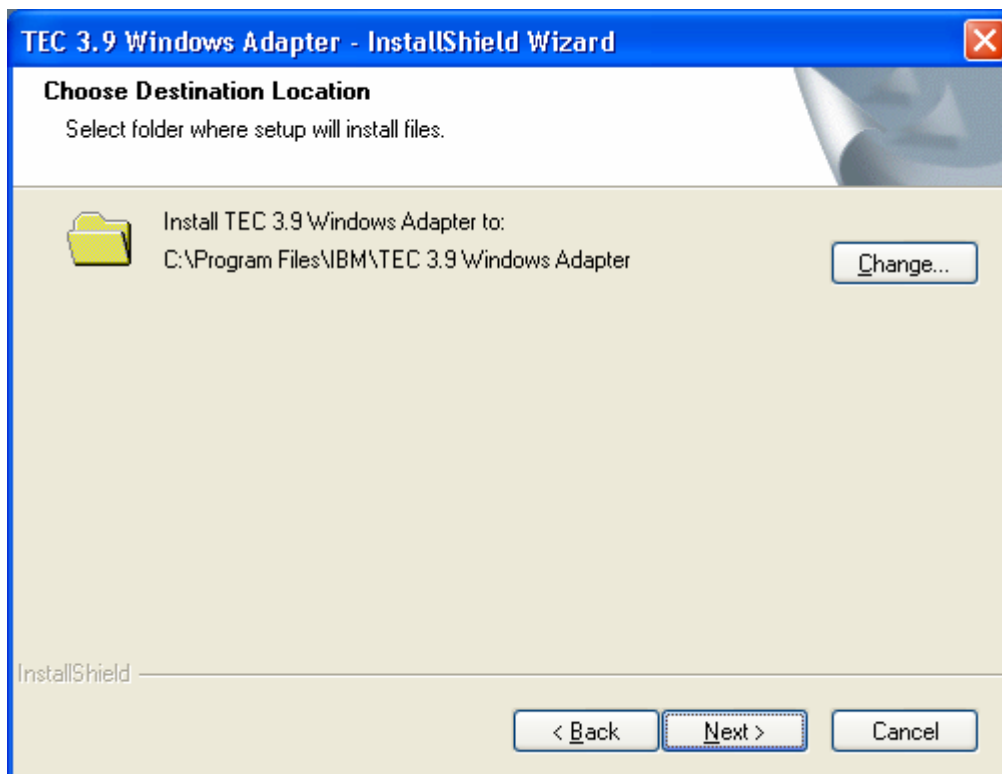 TEC 3.9 Windows Adapter - InstallShield Wizard
Choose Destination Location
Select folder where setup will install files.
Install TEC 3.9 Windows Adapter to:
C:\Program Files\IBM\TEC 3.9 Windows Adapter
Change...
InstallShield
< Back
Next >
Cancel